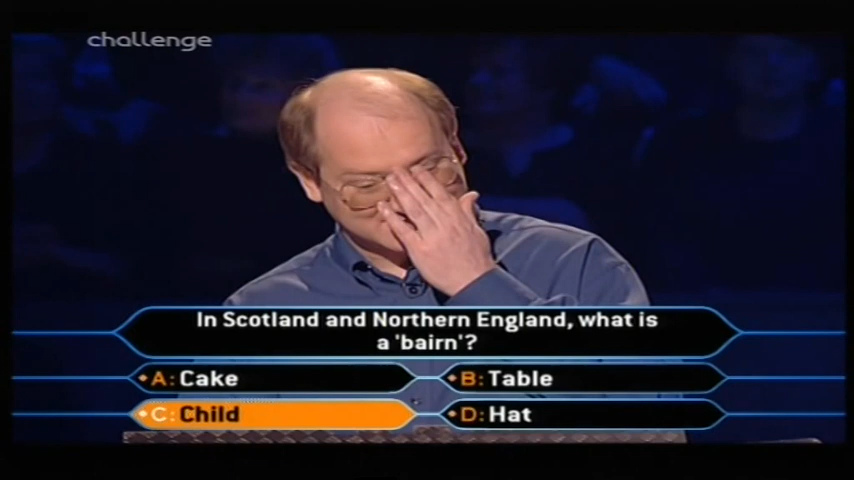 challenge
In Scotland and Northern England, what is
a 'bairn'?
A: Cake
B: Table
C: Child
D: Hat